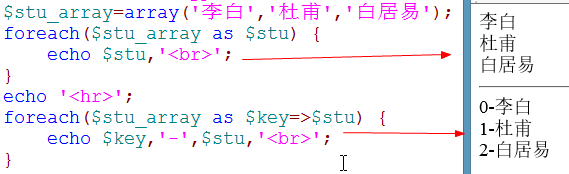 $stu_array=array('李白','杜甫','白居易');
foreach($stu_array as $stu) {
    echo $stu,'<br>';
}
echo '<hr>';
foreach($stu_array as $key=>$stu) {
    echo $key,'-',$stu,'<br>';
}
李白
杜甫
白居易
0-李白
1-杜甫
2-白居易